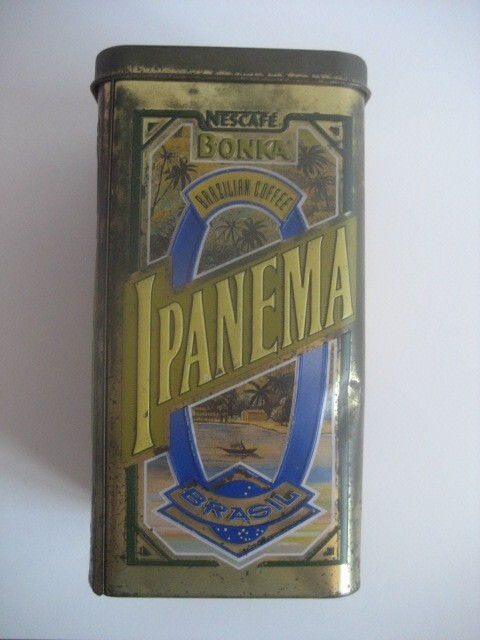 NESCAFÉ
BONKA
BRAZILIAN COFFEE
IPANEMA
BRASIL